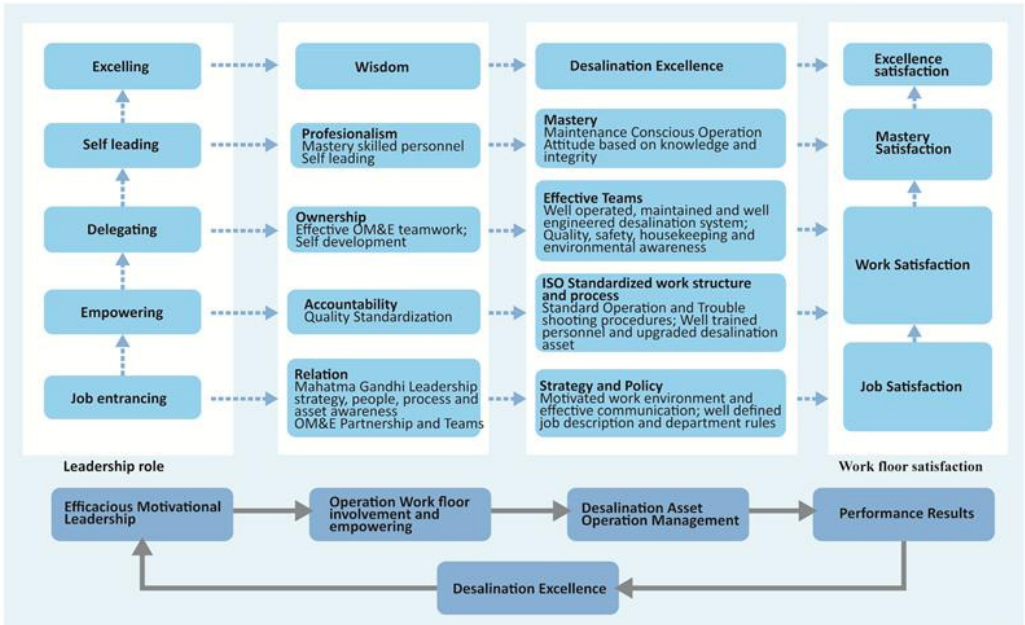 Excelling
Wisdom
Desalination Excellence
Excellence
satisfaction
Self leading
Profesionalism
Mastery skilled personnel
Self leading
Mastery
Maintenance Conscious Operation
Attitude based on knowledge and
integrity
Mastery
Satisfaction
Delegating
Ownership
Effective OM&E teamwork;
Self development
Effective Teams
Well operated, maintained and well
engineered desalination system;
Quality, safety, housekeeping and
environmental awareness
Work Satisfaction
Empowering
Accountability
Quality Standardization
ISO Standardized work structure
and process
Standard Operation and Trouble
shooting procedures; Well trained
personnel and upgraded desalination
asset
Job entrancing
Relation
Mahatma Gandhi Leadership
strategy, people, process and
asset awareness
OM&E Partnership and Teams
Strategy and Policy
Motivated work environment and
effective communication; well defined
job description and department rules
Job Satisfaction
Leadership role
Work floor satisfaction
Efficacious Motivational
Leadership
Operation Work floor
involvement and
empowering
Desalination Asset
Operation Management
Performance Results
Desalination Excellence